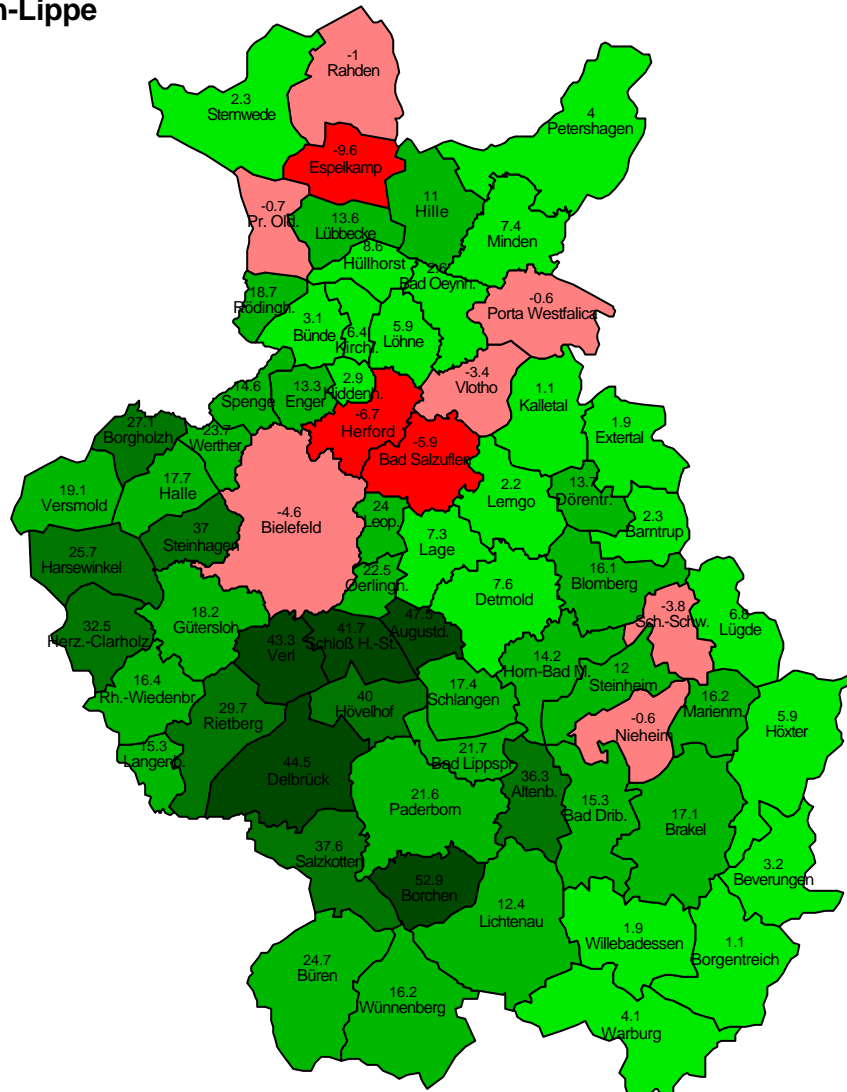 n-Lippe
-1
Rahden
2.3
Stemwede
4
Petershagen
-9.6
Espelkamp
-0.7
Pr. Old.
11
Hille
13.6
Lübbecke
7.4
Minden
8.6
Hüllhorst
2.6
Bad Oeynh.
18.7
Rödingh.
-0.6
Porta Westfalica
3.1
Bünde
6.4
Kirchl.
5.9
Löhne
-3.4
Vlotho
1.1
Kalletal
14.6
Spenge
13.3
Enger
2.9
Hiddenh.
-6.7
Herford
-5.9
Bad Salzuflen
1.9
Extertal
27.1
Borgholzh.
23.7
Werther
19.1
Versmold
17.7
Halle
37
Steinhagen
-4.6
Bielefeld
24
Leop.
7.3
Lage
2.2
Lemgo
13.7
Dörentr.
2.3
Barntrup
25.7
Harsewinkel
22.5
Oerlingh.
7.6
Detmold
16.1
Blomberg
32.5
Herz.-Clarholz
18.2
Gütersloh
43.3
Verl
41.7
Schloß H.-St.
47.5
Augustd.
-3.8
Sch.-Schw.
6.8
Lügde
16.4
Rh.-Wiedenbr.
29.7
Rietberg
40
Hövelhof
17.4
Schlangen
14.2
Horn-Bad M.
12
Steinheim
16.2
Marienm.
5.9
Höxter
-0.6
Nieheim
15.3
Langenb.
44.5
Delbrück
21.7
Bad Lippspr.
21.6
Paderborn
36.3
Altenb.
15.3
Bad Drib.
17.1
Brakel
37.6
Salzkotten
52.9
Borchen
12.4
Lichtenau
3.2
Beverungen
1.9
Willebadessen
1.1
Borgentreich
24.7
Büren
16.2
Wünnenberg
4.1
Warburg